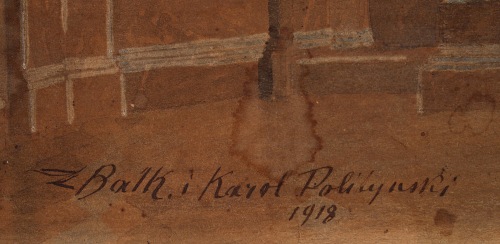 Z Balk. i Karol Polityński
1918